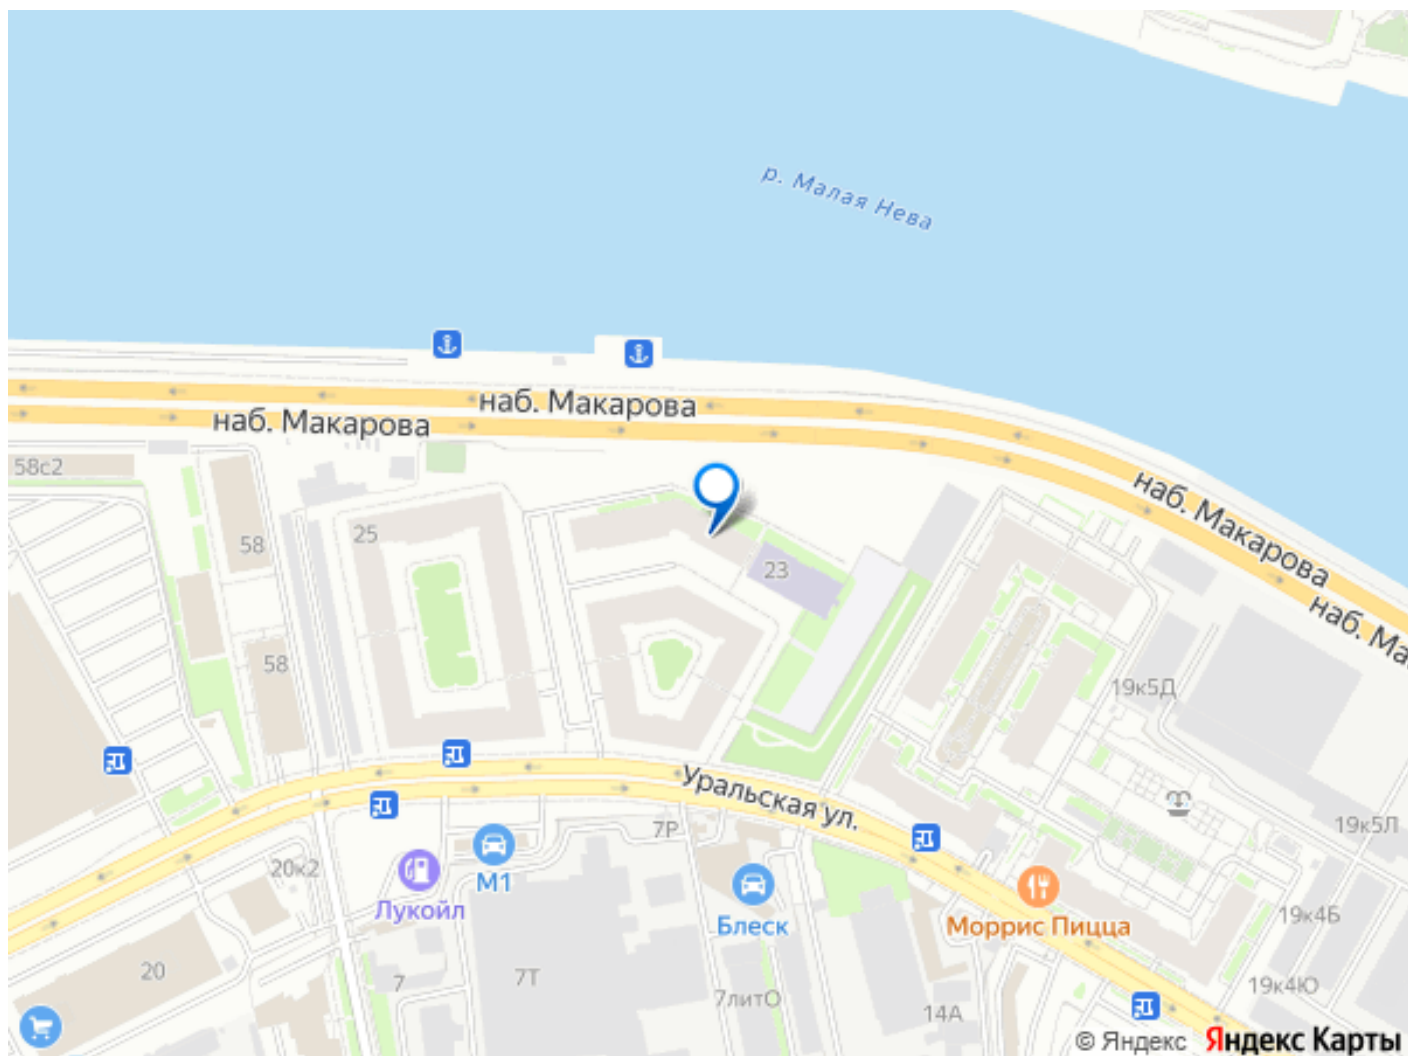 р. Малая Нева
наб. Макарова
наб. Макарова
наб. Макарова
наб. Ма
58с2
58
25
23
58
19к5Д
Уральская ул.
7Р
19к5Л
20к2
М1
Лукойл
Блеск
Моррис Пицца
19к4Б
20
7
7Т
7литО
14А
19к4Ю
© Яндекс Яндекс Карты